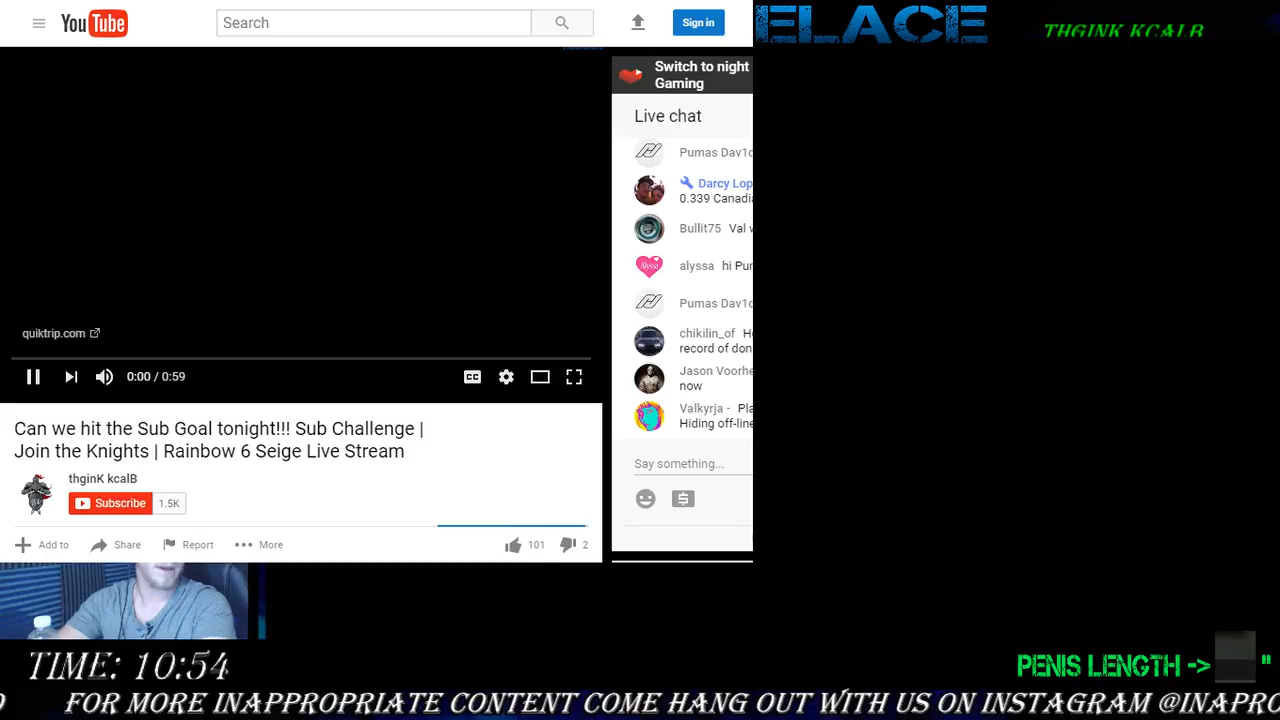 YouTube
Search
Sign in
ELACE
THGINK KCALB
Switch to night
Gaming
Live chat
Pumas Dav1d
Darcy Lop
0.339 Canadi
Bullit75 Val
alyssa hi Pu
Pumas Dav1d
chikilin_of H
record of don
Jason Voorhe
now
Valkyrja - Pla
Hiding off-line
Say something...
quiktrip.com
0:00 / 0:59
CC
Can we hit the Sub Goal tonight!!! Sub Challenge |
Join the Knights | Rainbow 6 Seige Live Stream
thginK kcalB
Subscribe 1.5K
Add to Share Report More 101 2
TIME: 10:54
PENIS LENGTH -> "
FOR MORE INAPPROPRIATE CONTENT COME HANG OUT WITH US ON INSTAGRAM @INAPRO